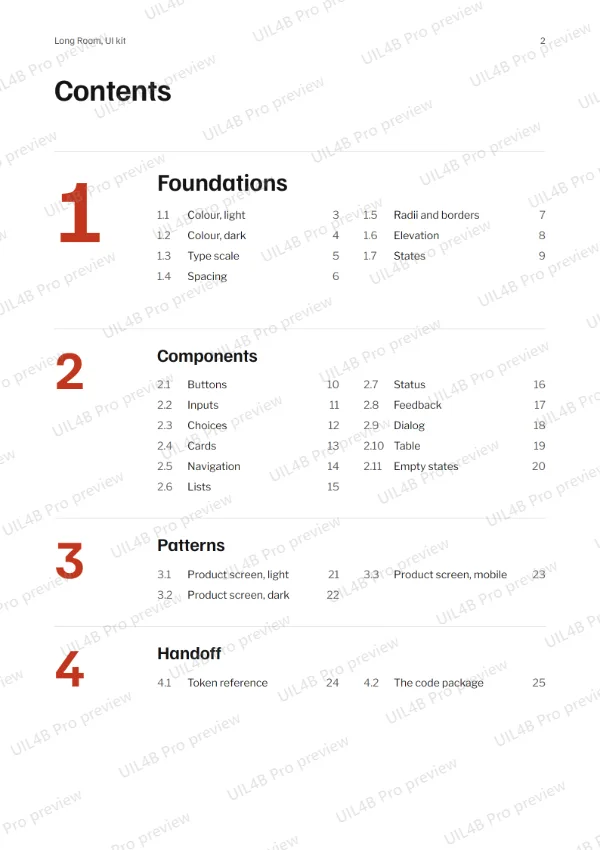 Long Room, UI kit 2
Contents
1
Foundations
1.1 Colour, light 3
1.2 Colour, dark 4
1.3 Type scale 5
1.4 Spacing 6
1.5 Radii and borders 7
1.6 Elevation 8
1.7 States 9
2
Components
2.1 Buttons 10
2.2 Inputs 11
2.3 Choices 12
2.4 Cards 13
2.5 Navigation 14
2.6 Lists 15
2.7 Status 16
2.8 Feedback 17
2.9 Dialog 18
2.10 Table 19
2.11 Empty states 20
3
Patterns
3.1 Product screen, light 21
3.2 Product screen, dark 22
3.3 Product screen, mobile 23
4
Handoff
4.1 Token reference 24
4.2 The code package 25
UIL4B Pro preview